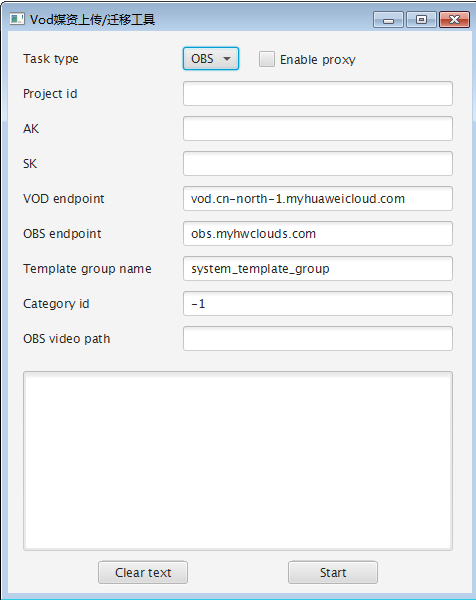 Vod媒资上传/迁移工具
Task type OBS Enable proxy
Project id
AK
SK
VOD endpoint vod.cn-north-1.myhuaweicloud.com
OBS endpoint obs.myhwclouds.com
Template group name system_template_group
Category id -1
OBS video path
Clear text Start